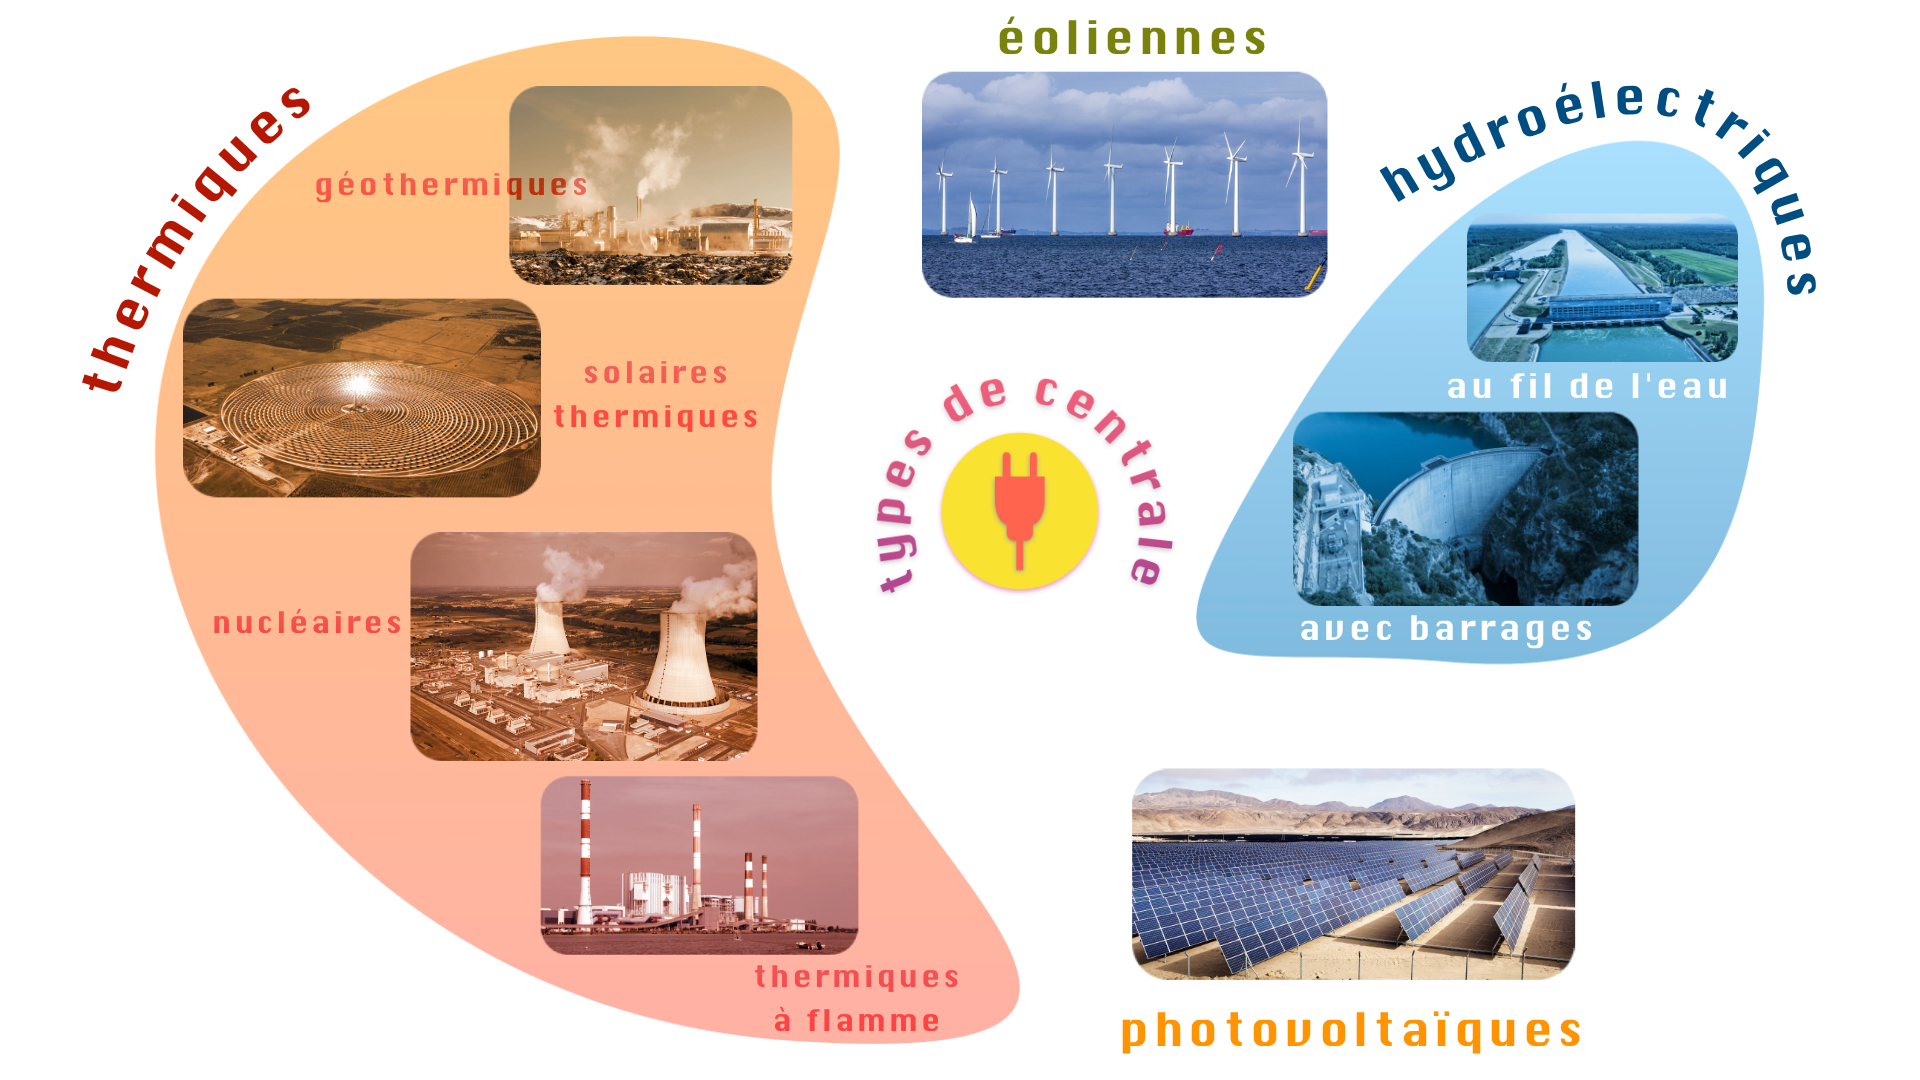 éoliennes
thermiques
hydroélectriques
géothermiques
solaires
thermiques
au fil de l'eau
types de centrale
nucléaires
avec barrages
thermiques
à flamme
photovoltaïques